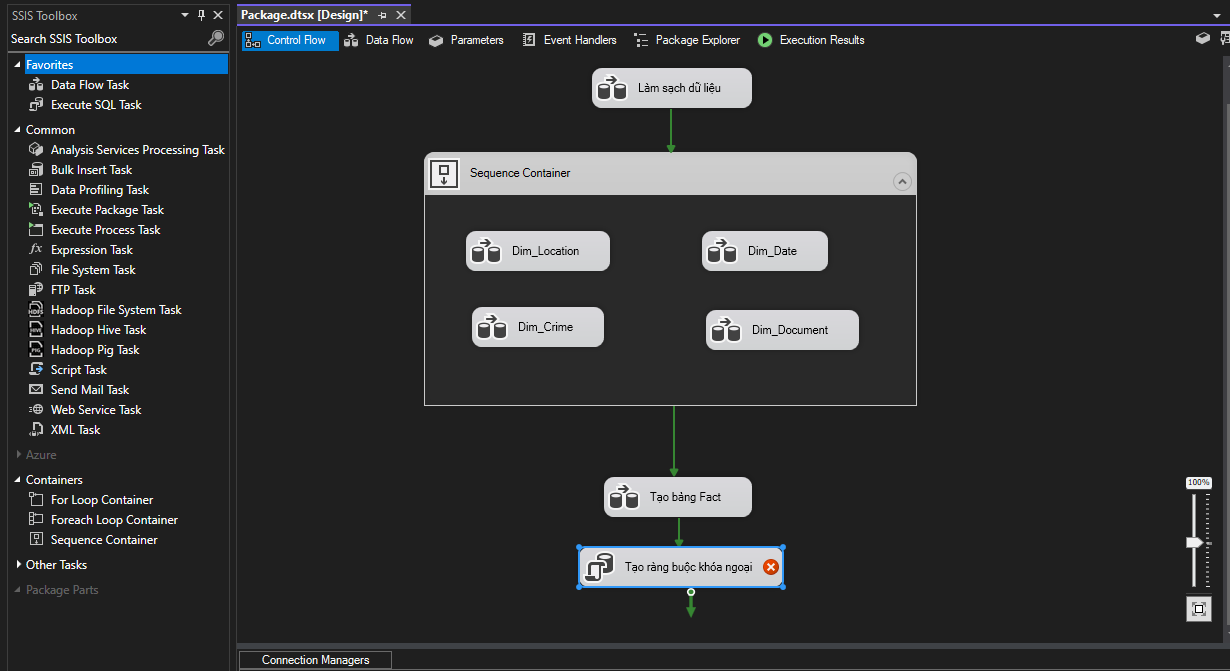 SSIS Toolbox
Search SSIS Toolbox
Favorites
Data Flow Task
Execute SQL Task
Common
Analysis Services Processing Task
Bulk Insert Task
Data Profiling Task
Execute Package Task
Execute Process Task
Expression Task
File System Task
FTP Task
Hadoop File System Task
Hadoop Hive Task
Hadoop Pig Task
Script Task
Send Mail Task
Web Service Task
XML Task
Azure
Containers
For Loop Container
Foreach Loop Container
Sequence Container
Other Tasks
Package Parts
Package.dtsx [Design]*
Control Flow Data Flow Parameters Event Handlers Package Explorer Execution Results
Làm sạch dữ liệu
Sequence Container
Dim_Location Dim_Date
Dim_Crime Dim_Document
Tạo bảng Fact
Tạo ràng buộc khóa ngoại
100%
Connection Managers